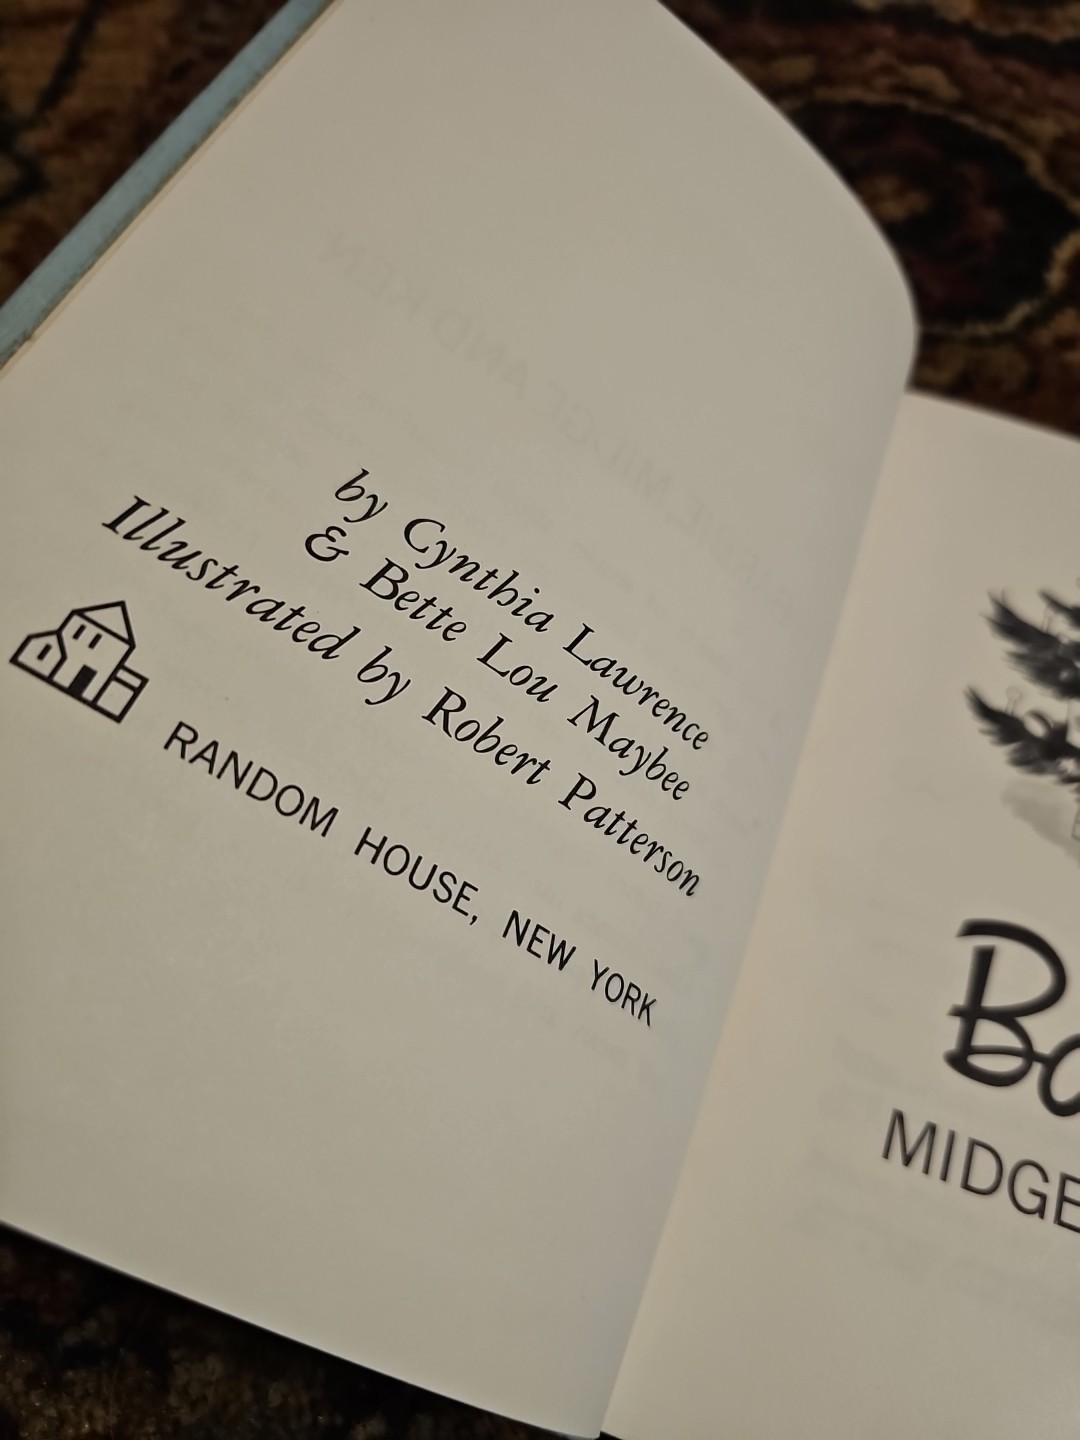 by Cynthia Lawrence
& Bette Lou Maybee
Illustrated by Robert Patterson
RANDOM HOUSE, NEW YORK
MIDGE